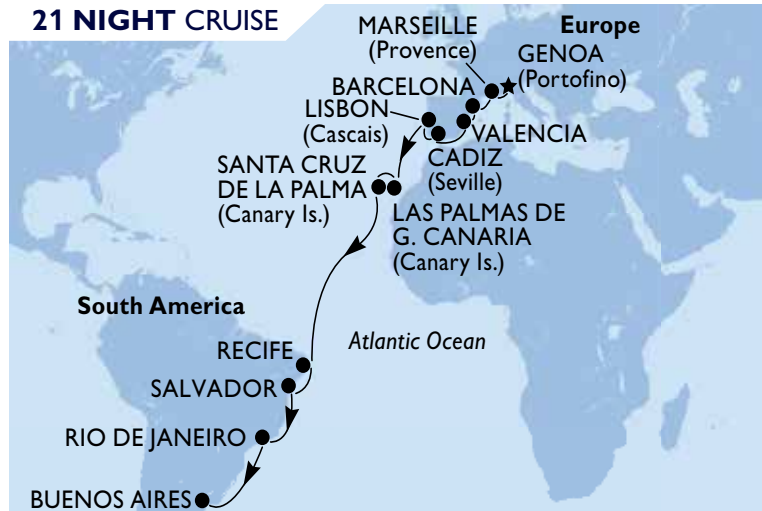 21 NIGHT CRUISE
MARSEILLE
(Provence)
Europe
GENOA
(Portofino)
BARCELONA
LISBON
(Cascais)
VALENCIA
CADIZ
(Seville)
SANTA CRUZ
DE LA PALMA
(Canary Is.)
LAS PALMAS DE
G. CANARIA
(Canary Is.)
South America
Atlantic Ocean
RECIFE
SALVADOR
RIO DE JANEIRO
BUENOS AIRES